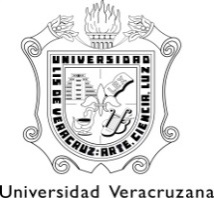 UNIVERSIDAD
LIS DE VERACRUZ: ARTE, CIENCIA, LUZ
Universidad Veracruzana